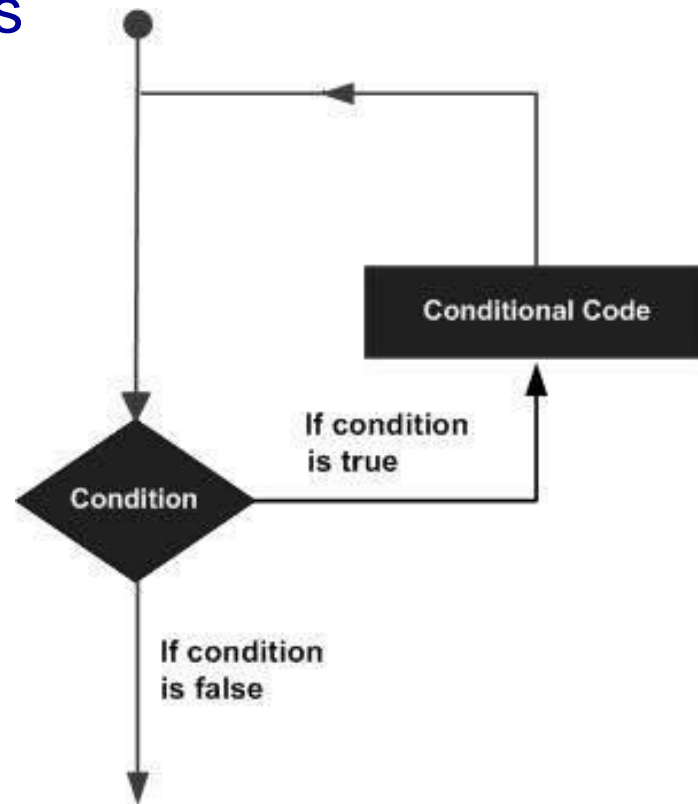 s
Conditional Code
If condition
is true
Condition
If condition
is false